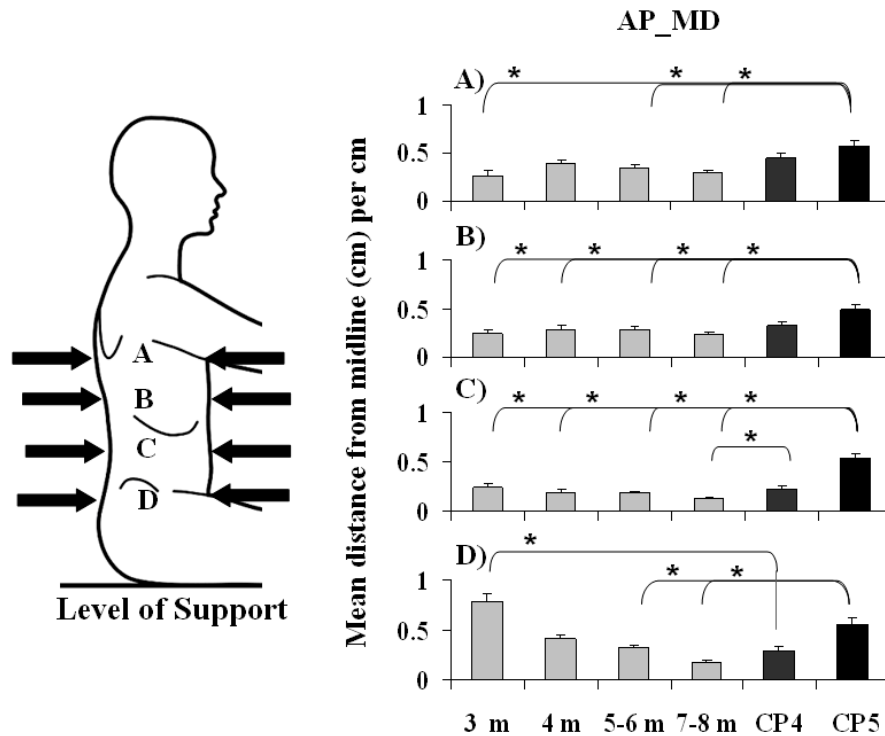 AP_MD
A)
* * *
1
0.5
0
B)
* * * *
1
0.5
0
C)
* * * *
*
1
0.5
0
D)
*
* *
1
0.5
0
3 m 4 m 5-6 m 7-8 m CP4 CP5
Mean distance from midline (cm) per cm
A
B
C
D
Level of Support